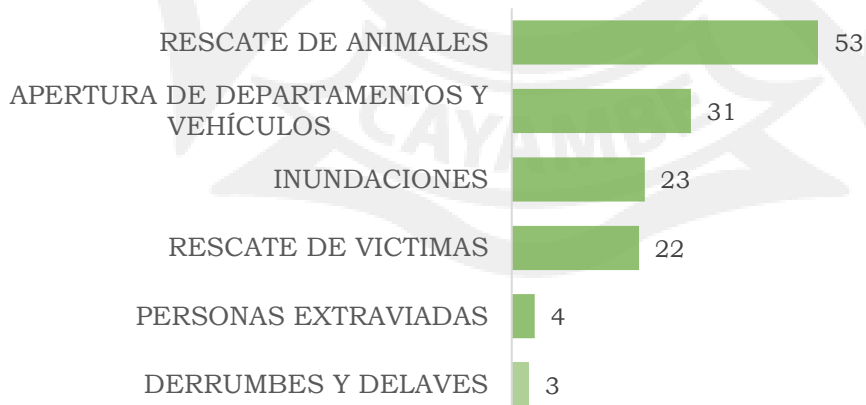 RESCATE DE ANIMALES 53
APERTURA DE DEPARTAMENTOS Y
VEHÍCULOS 31
INUNDACIONES 23
RESCATE DE VICTIMAS 22
PERSONAS EXTRAVIADAS 4
DERRUMBES Y DELAVES 3
CAYAMBE